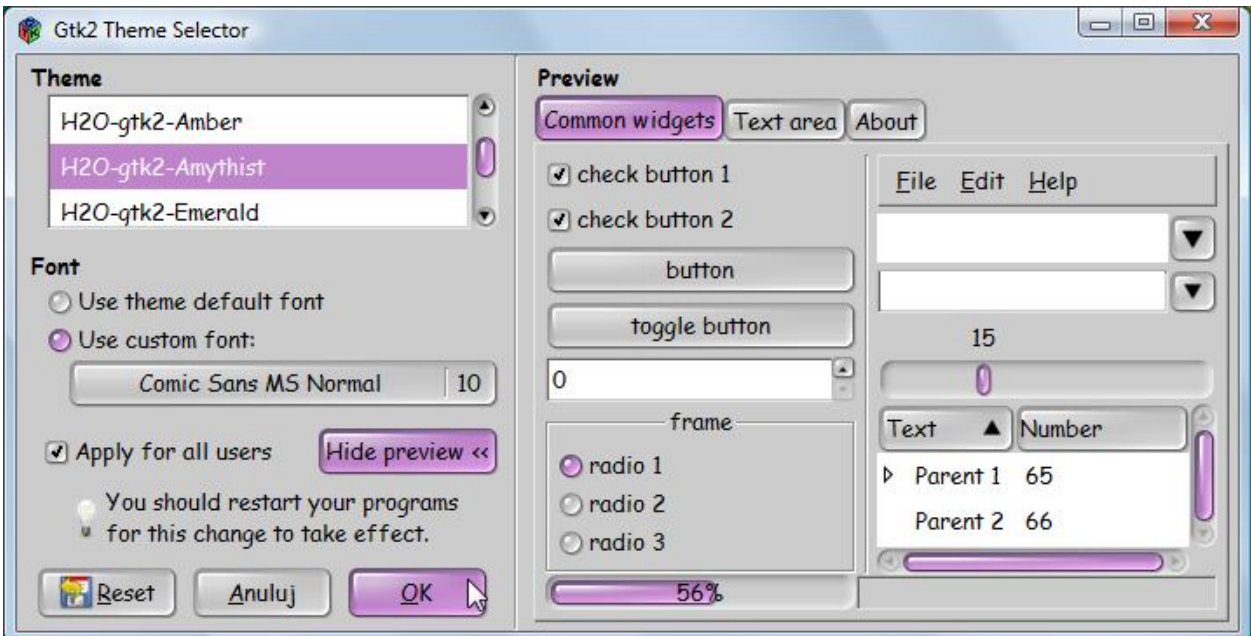 Gtk2 Theme Selector
Theme
H2O-gtk2-Amber
H2O-gtk2-Amythist
H2O-gtk2-Emerald
Font
Use theme default font
Use custom font:
Comic Sans MS Normal 10
Apply for all users
Hide preview <<
You should restart your programs
for this change to take effect.
Reset
Anuluj
OK
Preview
Common widgets
Text area
About
check button 1
check button 2
button
toggle button
0
frame
radio 1
radio 2
radio 3
56%
File Edit Help
15
Text Number
Parent 1 65
Parent 2 66